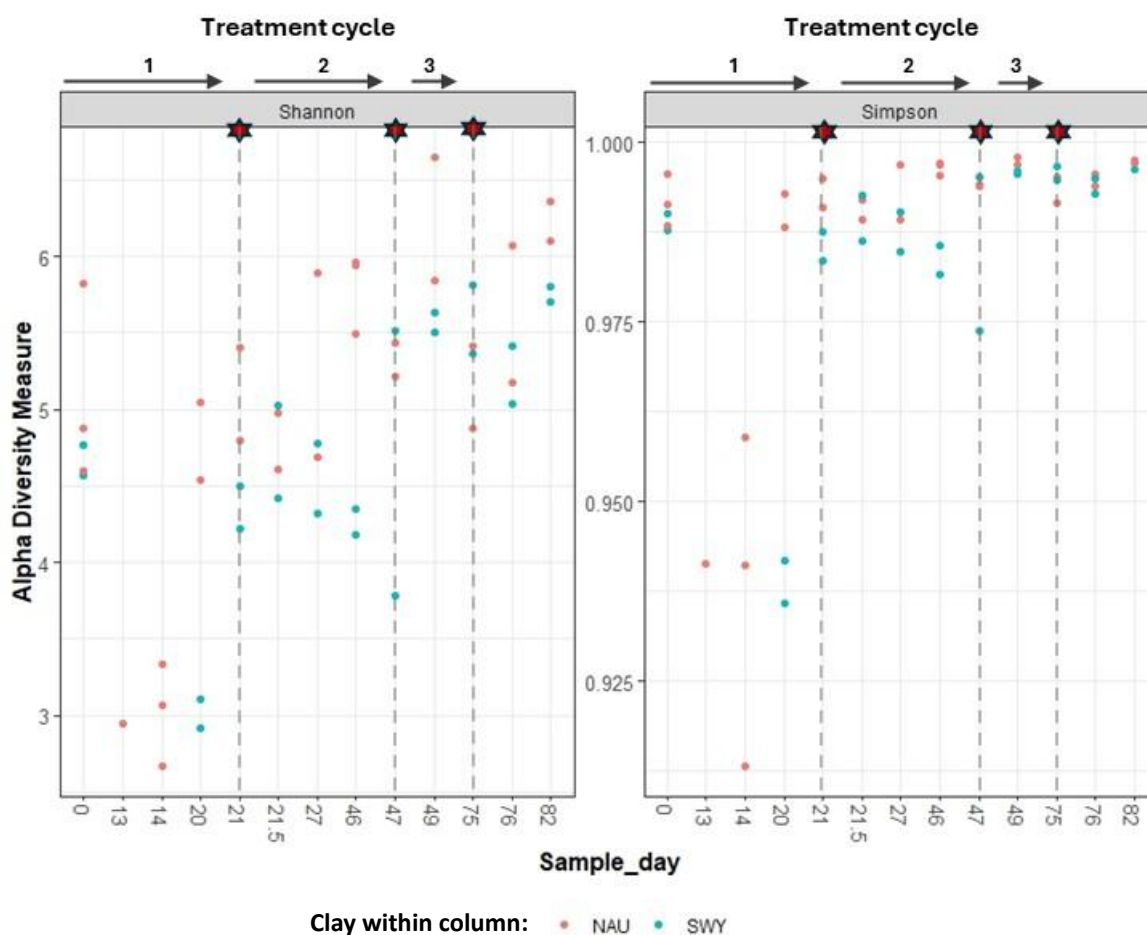 Treatment cycle
1 2 3
Shannon
6
5
4
3
0 13 14 20 21 21.5 27 46 47 49 75 76 82
Alpha Diversity Measure
Treatment cycle
1 2 3
Simpson
1.000
0.975
0.950
0.925
0 13 14 20 21 21.5 27 46 47 49 75 76 82
Sample_day
Clay within column: NAU SWY